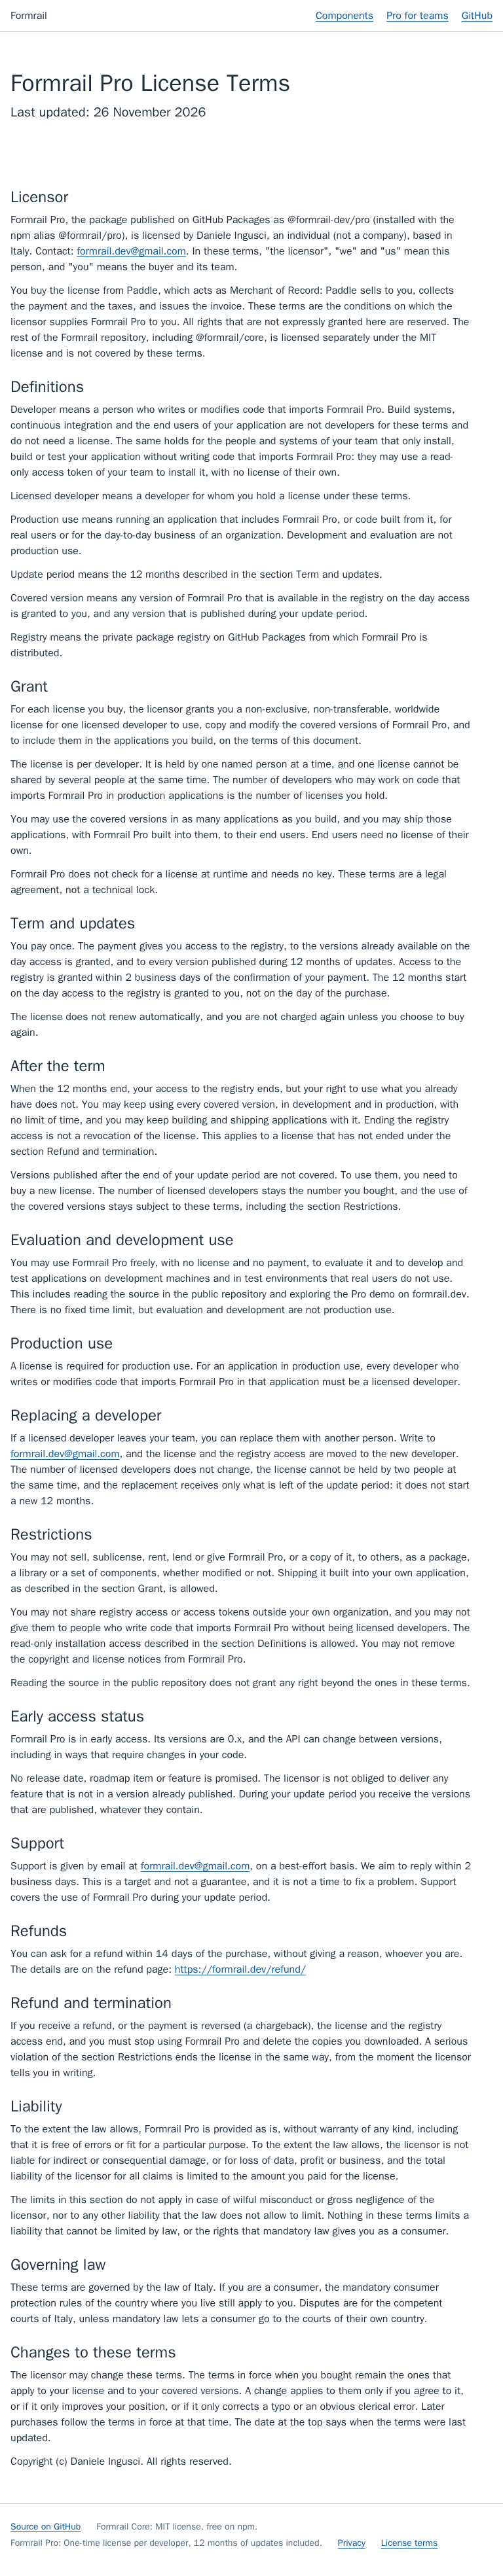 Formrail
Components Pro for teams GitHub
Formrail Pro License Terms
Last updated: 26 November 2026
Licensor
Formrail Pro, the package published on GitHub Packages as @formrail-dev/pro (installed with the
npm alias @formrail/pro), is licensed by Daniele Ingusci, an individual (not a company), based in
Italy. Contact: formrail.dev@gmail.com. In these terms, "the licensor", "we" and "us" mean this
person, and "you" means the buyer and its team.
You buy the license from Paddle, which acts as Merchant of Record: Paddle sells to you, collects
the payment and the taxes, and issues the invoice. These terms are the conditions on which the
licensor supplies Formrail Pro to you. All rights that are not expressly granted here are reserved. The
rest of the Formrail repository, including @formrail/core, is licensed separately under the MIT
license and is not covered by these terms.
Definitions
Developer means a person who writes or modifies code that imports Formrail Pro. Build systems,
continuous integration and the end users of your application are not developers for these terms and
do not need a license. The same holds for the people and systems of your team that only install,
build or test your application without writing code that imports Formrail Pro: they may use a read-
only access token of your team to install it, with no license of their own.
Licensed developer means a developer for whom you hold a license under these terms.
Production use means running an application that includes Formrail Pro, or code built from it, for
real users or for the day-to-day business of an organization. Development and evaluation are not
production use.
Update period means the 12 months described in the section Term and updates.
Covered version means any version of Formrail Pro that is available in the registry on the day access
is granted to you, and any version that is published during your update period.
Registry means the private package registry on GitHub Packages from which Formrail Pro is
distributed.
Grant
For each license you buy, the licensor grants you a non-exclusive, non-transferable, worldwide
license for one licensed developer to use, copy and modify the covered versions of Formrail Pro, and
to include them in the applications you build, on the terms of this document.
The license is per developer. It is held by one named person at a time, and one license cannot be
shared by several people at the same time. The number of developers who may work on code that
imports Formrail Pro in production applications is the number of licenses you hold.
You may use the covered versions in as many applications as you build, and you may ship those
applications, with Formrail Pro built into them, to their end users. End users need no license of their
own.
Formrail Pro does not check for a license at runtime and needs no key. These terms are a legal
agreement, not a technical lock.
Term and updates
You pay once. The payment gives you access to the registry, to the versions already available on the
day access is granted, and to every version published during 12 months of updates. Access to the
registry is granted within 2 business days of the confirmation of your payment. The 12 months start
on the day access to the registry is granted to you, not on the day of the purchase.
The license does not renew automatically, and you are not charged again unless you choose to buy
again.
After the term
When the 12 months end, your access to the registry ends, but your right to use what you already
have does not. You may keep using every covered version, in development and in production, with
no limit of time, and you may keep building and shipping applications with it. Ending the registry
access is not a revocation of the license. This applies to a license that has not ended under the
section Refund and termination.
Versions published after the end of your update period are not covered. To use them, you need to
buy a new license. The number of licensed developers stays the number you bought, and the use of
the covered versions stays subject to these terms, including the section Restrictions.
Evaluation and development use
You may use Formrail Pro freely, with no license and no payment, to evaluate it and to develop and
test applications on development machines and in test environments that real users do not use.
This includes reading the source in the public repository and exploring the Pro demo on formrail.dev.
There is no fixed time limit, but evaluation and development are not production use.
Production use
A license is required for production use. For an application in production use, every developer who
writes or modifies code that imports Formrail Pro in that application must be a licensed developer.
Replacing a developer
If a licensed developer leaves your team, you can replace them with another person. Write to
formrail.dev@gmail.com, and the license and the registry access are moved to the new developer.
The number of licensed developers does not change, the license cannot be held by two people at
the same time, and the replacement receives only what is left of the update period: it does not start
a new 12 months.
Restrictions
You may not sell, sublicense, rent, lend or give Formrail Pro, or a copy of it, to others, as a package,
a library or a set of components, whether modified or not. Shipping it built into your own application,
as described in the section Grant, is allowed.
You may not share registry access or access tokens outside your own organization, and you may not
give them to people who write code that imports Formrail Pro without being licensed developers. The
read-only installation access described in the section Definitions is allowed. You may not remove
the copyright and license notices from Formrail Pro.
Reading the source in the public repository does not grant any right beyond the ones in these terms.
Early access status
Formrail Pro is in early access. Its versions are 0.x, and the API can change between versions,
including in ways that require changes in your code.
No release date, roadmap item or feature is promised. The licensor is not obliged to deliver any
feature that is not in a version already published. During your update period you receive the versions
that are published, whatever they contain.
Support
Support is given by email at formrail.dev@gmail.com, on a best-effort basis. We aim to reply within 2
business days. This is a target and not a guarantee, and it is not a time to fix a problem. Support
covers the use of Formrail Pro during your update period.
Refunds
You can ask for a refund within 14 days of the purchase, without giving a reason, whoever you are.
The details are on the refund page: https://formrail.dev/refund/
Refund and termination
If you receive a refund, or the payment is reversed (a chargeback), the license and the registry
access end, and you must stop using Formrail Pro and delete the copies you downloaded. A serious
violation of the section Restrictions ends the license in the same way, from the moment the licensor
tells you in writing.
Liability
To the extent the law allows, Formrail Pro is provided as is, without warranty of any kind, including
that it is free of errors or fit for a particular purpose. To the extent the law allows, the licensor is not
liable for indirect or consequential damage, or for loss of data, profit or business, and the total
liability of the licensor for all claims is limited to the amount you paid for the license.
The limits in this section do not apply in case of wilful misconduct or gross negligence of the
licensor, nor to any other liability that the law does not allow to limit. Nothing in these terms limits a
liability that cannot be limited by law, or the rights that mandatory law gives you as a consumer.
Governing law
These terms are governed by the law of Italy. If you are a consumer, the mandatory consumer
protection rules of the country where you live still apply to you. Disputes are for the competent
courts of Italy, unless mandatory law lets a consumer go to the courts of their own country.
Changes to these terms
The licensor may change these terms. The terms in force when you bought remain the ones that
apply to your license and to your covered versions. A change applies to them only if you agree to it,
or if it only improves your position, or if it only corrects a typo or an obvious clerical error. Later
purchases follow the terms in force at that time. The date at the top says when the terms were last
updated.
Copyright (c) Daniele Ingusci. All rights reserved.
Source on GitHub Formrail Core: MIT license, free on npm.
Formrail Pro: One-time license per developer, 12 months of updates included. Privacy License terms